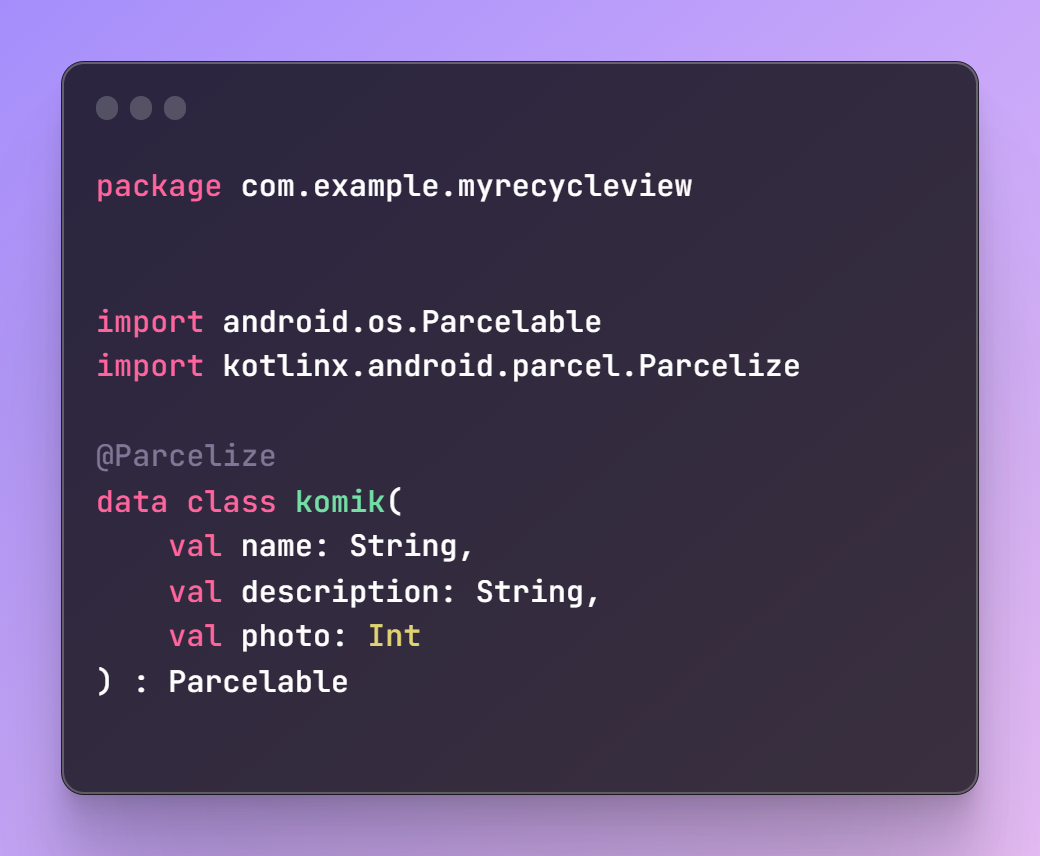 package com.example.myrecycleview
import android.os.Parcelable
import kotlinx.android.parcel.Parcelize
@Parcelize
data class komik(
    val name: String,
    val description: String,
    val photo: Int
) : Parcelable